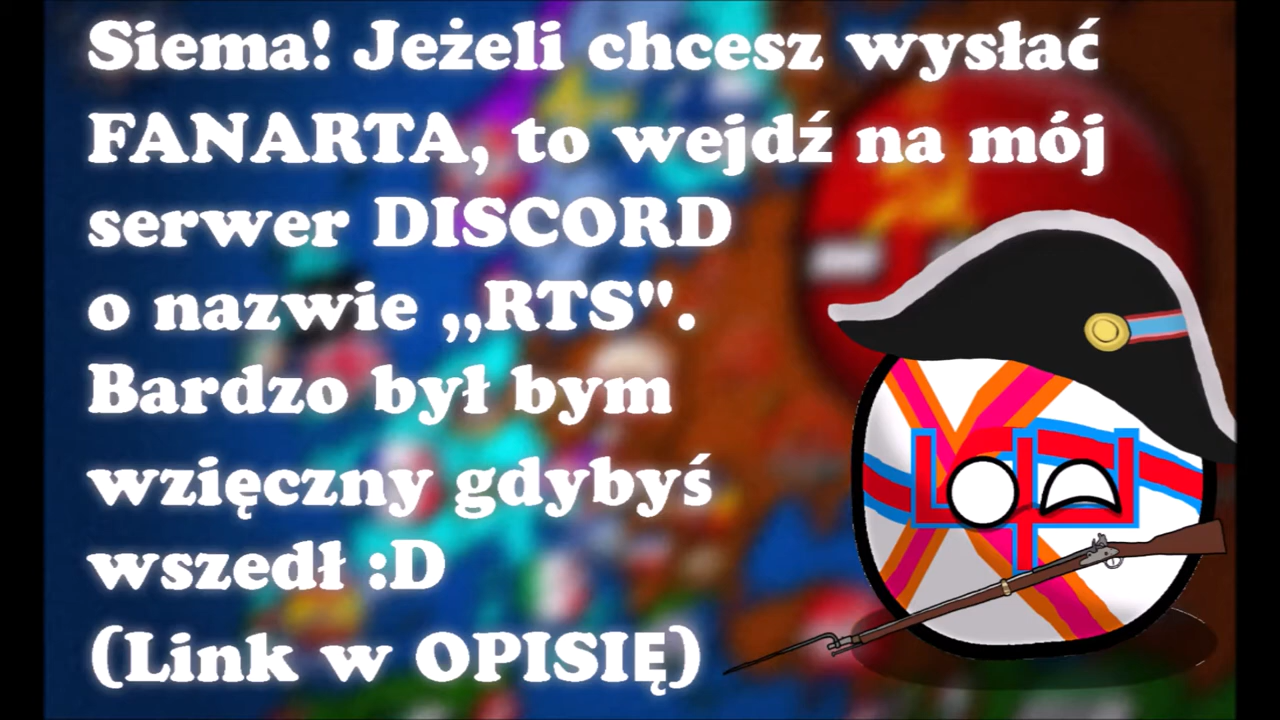 Siema! Jeżeli chcesz wysłać
FANARTA, to wejdź na mój
serwer DISCORD
o nazwie ,,RTS".
Bardzo był bym
wzięczny gdybyś
wszedł :D
(Link w OPISIĘ)